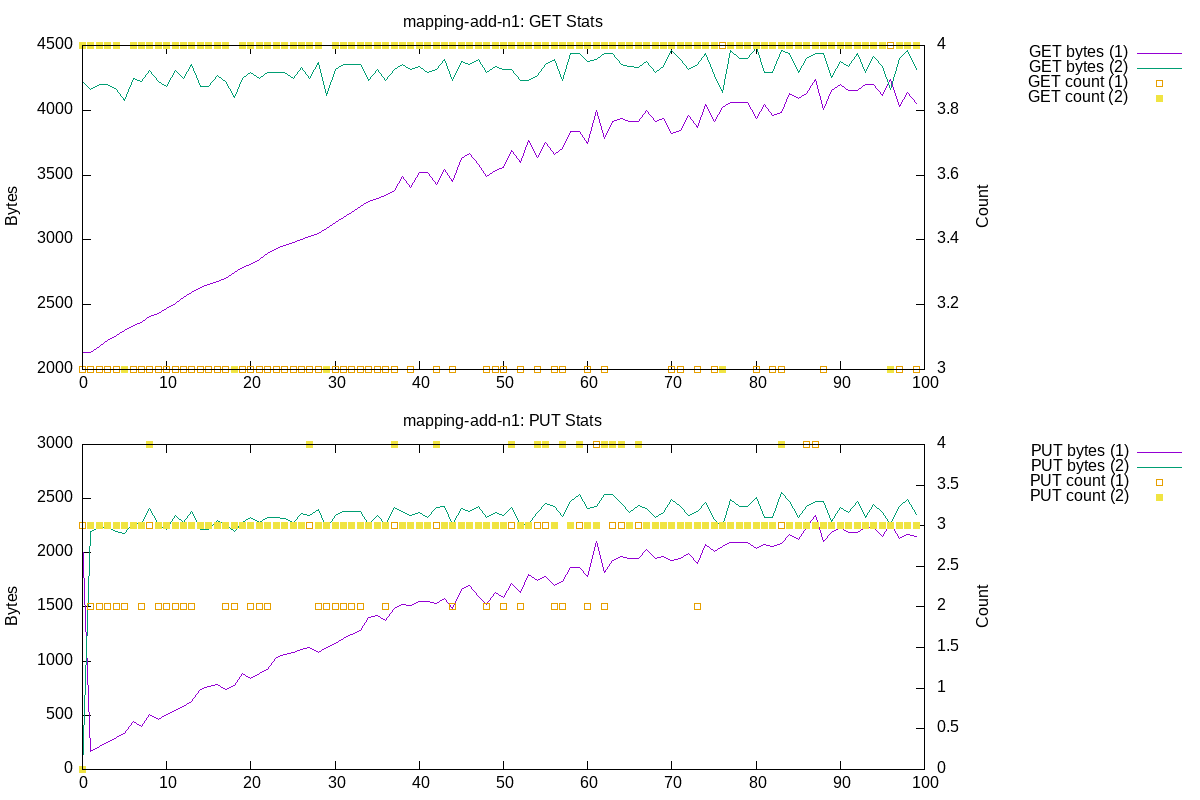 mapping-add-n1: GET Stats
4500
4000
3500
3000
2500
2000
Bytes
0 10 20 30 40 50 60 70 80 90 100
4
3.8
3.6
3.4
3.2
3
Count
GET bytes (1)
GET bytes (2)
GET count (1)
GET count (2)
mapping-add-n1: PUT Stats
3000
2500
2000
1500
1000
500
0
Bytes
0 10 20 30 40 50 60 70 80 90 100
4
3.5
3
2.5
2
1.5
1
0.5
0
Count
PUT bytes (1)
PUT bytes (2)
PUT count (1)
PUT count (2)